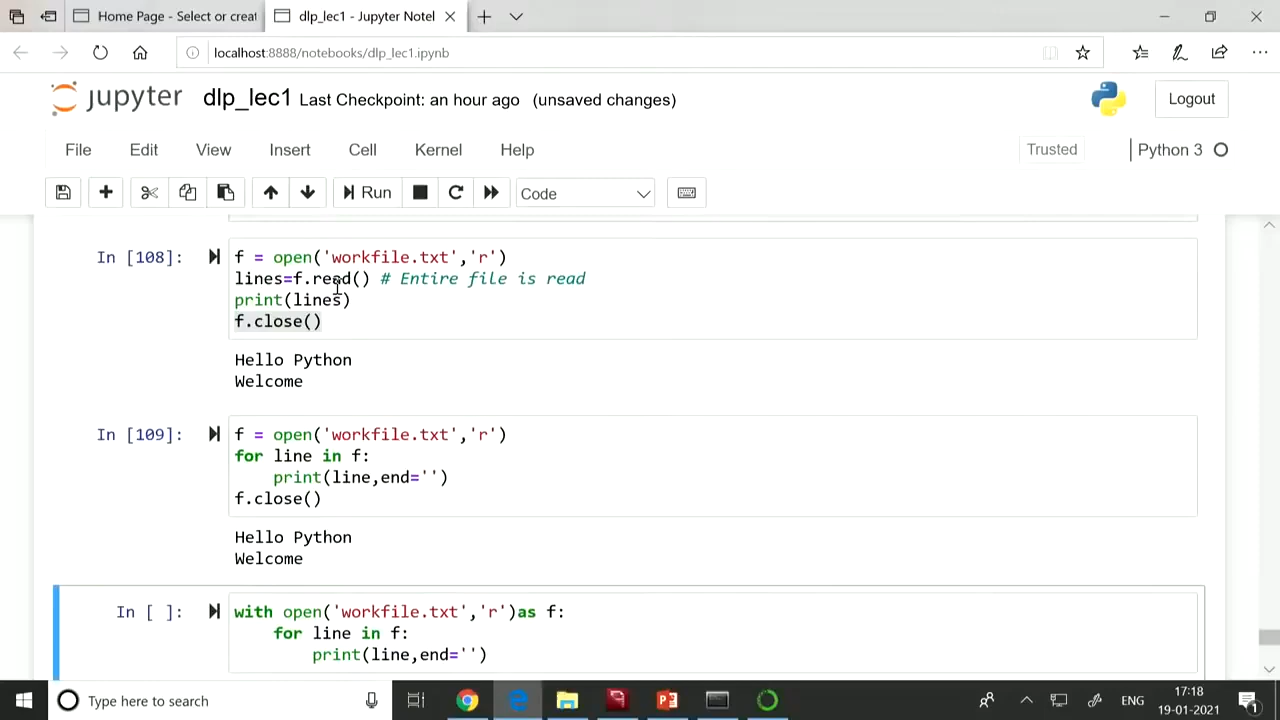 Home Page - Select or creat
dlp_lec1 - Jupyter Notel
localhost:8888/notebooks/dlp_lec1.ipynb
jupyter dlp_lec1 Last Checkpoint: an hour ago (unsaved changes)
Logout
File Edit View Insert Cell Kernel Help
Trusted
Python 3
Run
Code
In [108]:
f = open('workfile.txt','r')
lines=f.read() # Entire file is read
print(lines)
f.close()
Hello Python
Welcome
In [109]:
f = open('workfile.txt','r')
for line in f:
    print(line,end='')
f.close()
Hello Python
Welcome
In [ ]:
with open('workfile.txt','r')as f:
    for line in f:
        print(line,end='')
Type here to search
ENG
17:18
19-01-2021
1